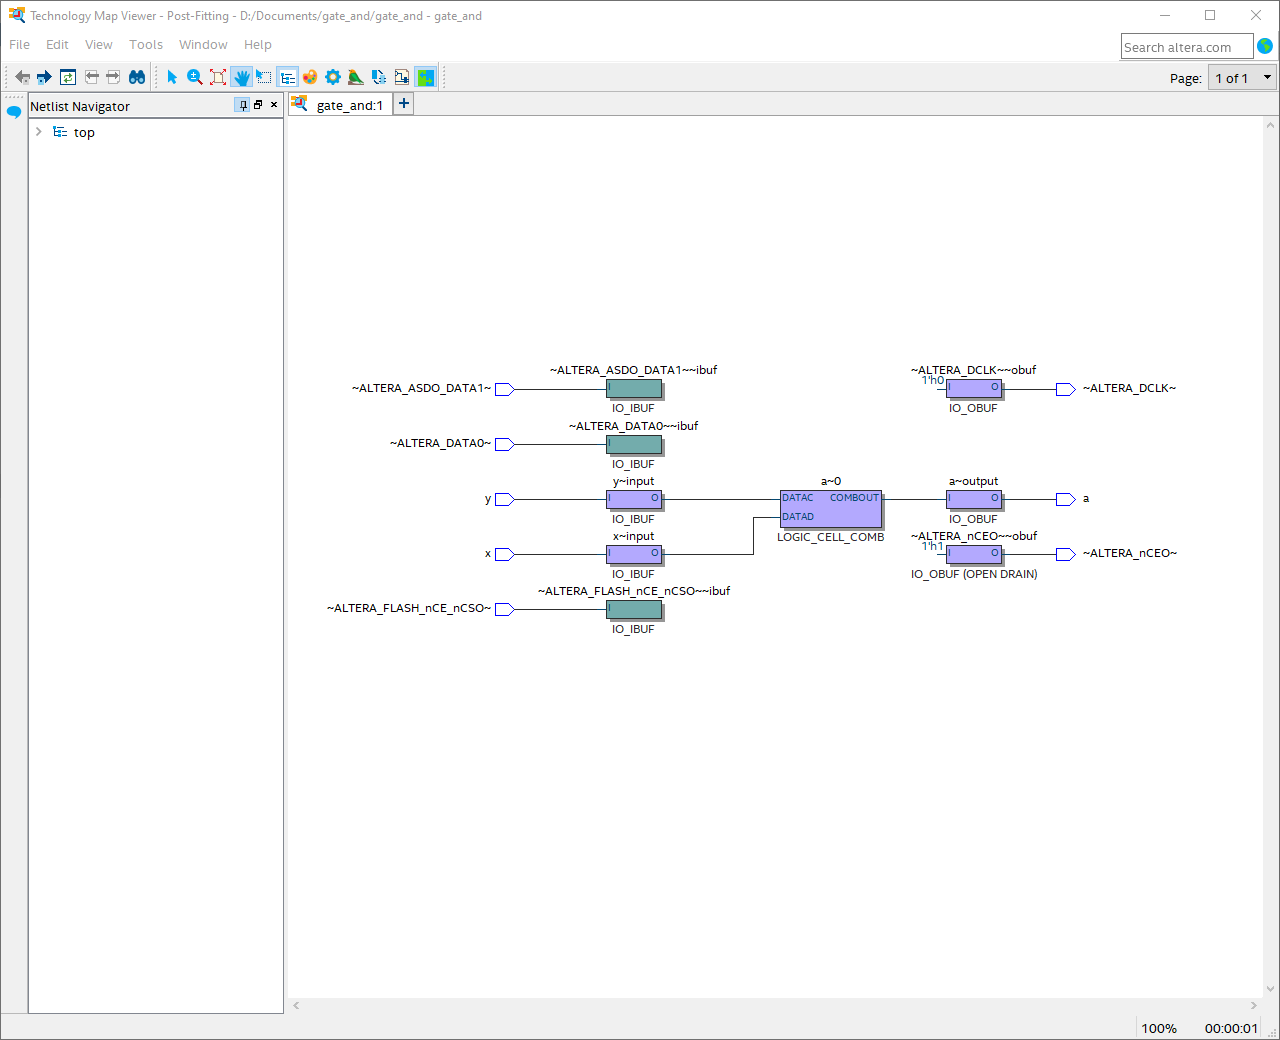 Technology Map Viewer - Post-Fitting - D:/Documents/gate_and/gate_and - gate_and
File Edit View Tools Window Help
Search altera.com
Page: 1 of 1
Netlist Navigator
gate_and:1
top
~ALTERA_ASDO_DATA1~~ibuf
~ALTERA_DCLK~~obuf
~ALTERA_ASDO_DATA1~ I 1'h0 I O ~ALTERA_DCLK~
IO_IBUF IO_OBUF
~ALTERA_DATA0~~ibuf
~ALTERA_DATA0~ I
IO_IBUF
y~input a~0 a~output
y I O DATAC COMBOUT I O a
IO_IBUF DATAD IO_OBUF
x~input LOGIC_CELL_COMB ~ALTERA_nCEO~~obuf
x I O 1'h1 I O ~ALTERA_nCEO~
IO_IBUF IO_OBUF (OPEN DRAIN)
~ALTERA_FLASH_nCE_nCSO~~ibuf
~ALTERA_FLASH_nCE_nCSO~ I
IO_IBUF
100% 00:00:01